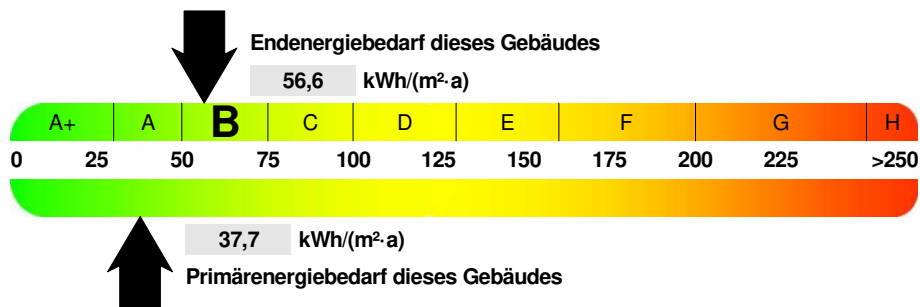 Endenergiebedarf dieses Gebäudes
56,6 kWh/(m²·a)
A+ A B C D E F G H
0 25 50 75 100 125 150 175 200 225 >250
37,7 kWh/(m²·a)
Primärenergiebedarf dieses Gebäudes